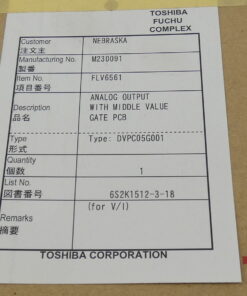 TOSHIBA
FUCHU
COMPLEX
Customer NEBRASKA
注文主
Manufacturing No. MZ3D091
製番
Item No. FLV6561
項目番号
ANALOG OUTPUT
Description WITH MIDDLE VALUE
品名 GATE PCB
Type Type: DVPC05G001
形式
Quantity
個数 1
List No.
図書番号 6S2K1512-3-18
(for V/I)
Remarks
摘要
TOSHIBA CORPORATION